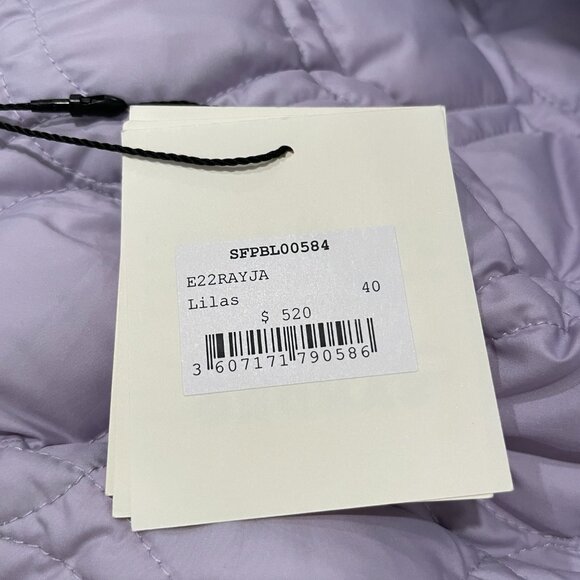 SFPBL00584
E22RAYJA
Lilas 40
$ 520
3 607171 790586